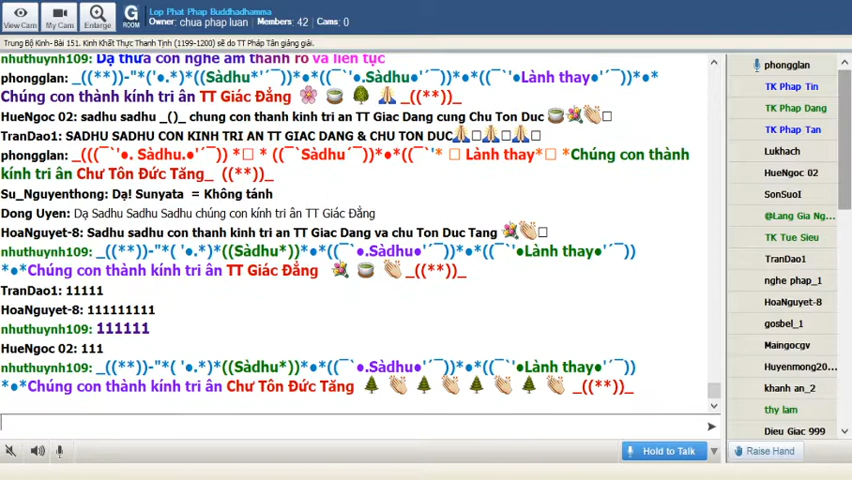 View Cam
My Cam
Enlarge
G
ROOM
Lop Phat Phap Buddhadhamma
Owner: chua phap luan
Members: 42
Cams: 0
Trung Bộ Kinh- Bài 151. Kinh Khất Thực Thanh Tịnh (1199-1200) sẽ do TT Pháp Tân giảng giải.
nhuthuynh109: Dạ thưa con nghe âm thanh rõ và liên tục
phongglan: _((**))-"*('●.*)*((Sàdhu*'´¯))*●*((¯`'●.Sàdhu●'´¯))*●*((¯`'●Lành thay●*●*
Chúng con thành kính tri ân TT Giác Đẳng 🌸 🍵 🌳 🙏 _((**))_
HueNgoc 02: sadhu sadhu _()_ chung con thanh kinh tri an TT Giac Dang cung Chu Ton Duc 🍵💐👏□
TranDao1: SADHU SADHU CON KINH TRI AN TT GIAC DANG & CHU TON DUC🙏□🙏□🙏□
phongglan: _(((¯`'●. Sàdhu.●'´¯)) *□ * ((¯`Sàdhu´¯))*●*((¯`'* □ Lành thay*□ *Chúng con thành
kính tri ân Chư Tôn Đức Tăng _ ((**))_
Su_Nguyenthong: Dạ! Sunyata = Không tánh
Dong Uyen: Dạ Sadhu Sadhu Sadhu chúng con kính tri ân TT Giác Đẳng
HoaNguyet-8: Sadhu sadhu con thanh kinh tri an TT Giac Dang va chu Ton Duc Tang 💐👏□
nhuthuynh109: _((**))-"*( '●.*)*((Sàdhu*))*●*((¯`'●.Sàdhu●'´¯))*●*((¯`'●Lành thay●'´¯))
*●*Chúng con thành kính tri ân TT Giác Đẳng 💐 🍵 👏 _((**))_
TranDao1: 11111
HoaNguyet-8: 111111111
nhuthuynh109: 111111
HueNgoc 02: 111
nhuthuynh109: _((**))-"*( '●.*)*((Sàdhu*))*●*((¯`'●.Sàdhu●'´¯))*●*((¯`'●Lành thay●'´¯))
*●*Chúng con thành kính tri ân Chư Tôn Đức Tăng 🌲 👏 🌲 👏 🌲 👏 🌲 👏 _((**))_
Hold to Talk
phongglan
TK Phap Tin
TK Phap Dang
TK Phap Tan
Lukhach
HueNgoc 02
SonSuoI
@Lang Gia Ng...
TK Tue Sieu
TranDao1
nghe phap_1
HoaNguyet-8
gosbel_1
Maingocgv
Huyenmong20...
khanh an_2
thy lam
Dieu Giac 999
Raise Hand